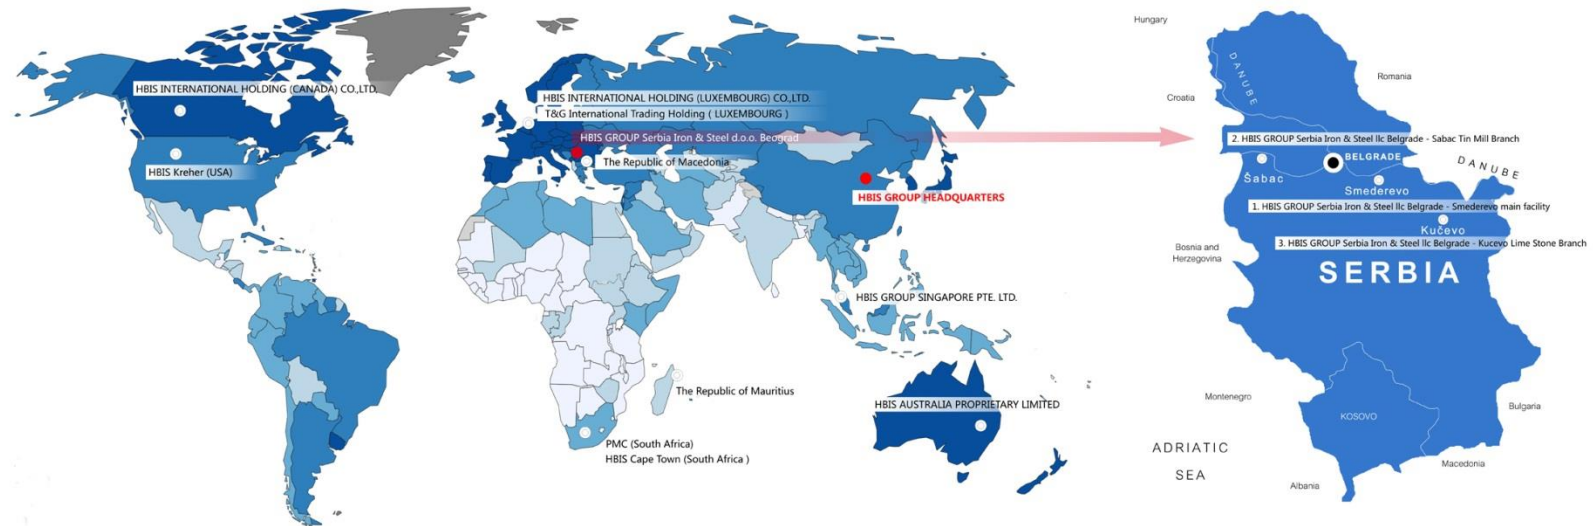 HBIS INTERNATIONAL HOLDING (CANADA) CO.,LTD.
HBIS Kreher (USA)
HBIS INTERNATIONAL HOLDING (LUXEMBOURG) CO.,LTD.
T&G International Trading Holding ( LUXEMBOURG )
HBIS GROUP Serbia Iron & Steel d.o.o. Beograd
The Republic of Macedonia
HBIS GROUP HEADQUARTERS
HBIS GROUP SINGAPORE PTE. LTD.
The Republic of Mauritius
HBIS AUSTRALIA PROPRIETARY LIMITED
PMC (South Africa)
HBIS Cape Town (South Africa )
Hungary
Romania
Croatia
DANUBE
2. HBIS GROUP Serbia Iron & Steel llc Belgrade - Sabac Tin Mill Branch
BELGRADE
DANUBE
Šabac
Smederevo
1. HBIS GROUP Serbia Iron & Steel llc Belgrade - Smederevo main facility
Kučevo
3. HBIS GROUP Serbia Iron & Steel llc Belgrade - Kucevo Lime Stone Branch
Bosnia and
Herzegovina
SERBIA
Montenegro
KOSOVO
Bulgaria
ADRIATIC
SEA
Macedonia
Albania